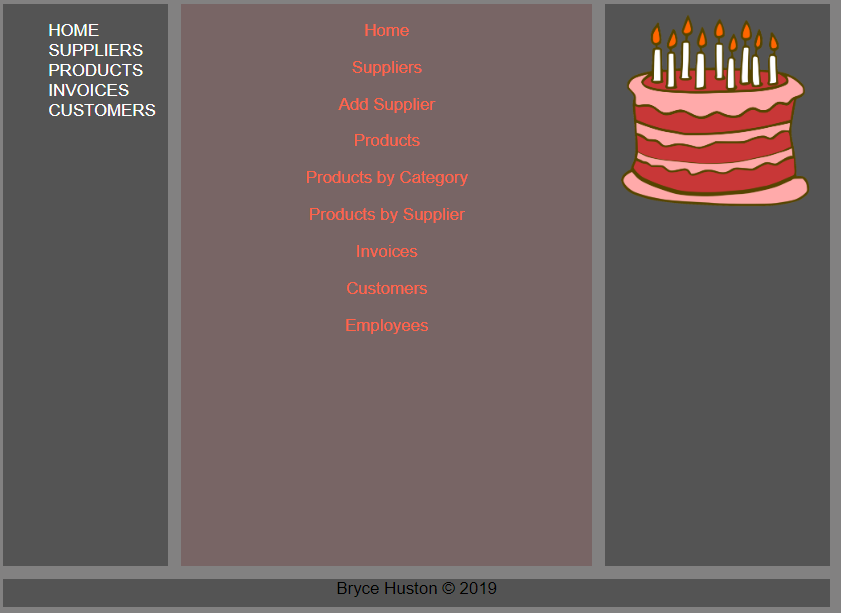 HOME
SUPPLIERS
PRODUCTS
INVOICES
CUSTOMERS
Home
Suppliers
Add Supplier
Products
Products by Category
Products by Supplier
Invoices
Customers
Employees
Bryce Huston © 2019